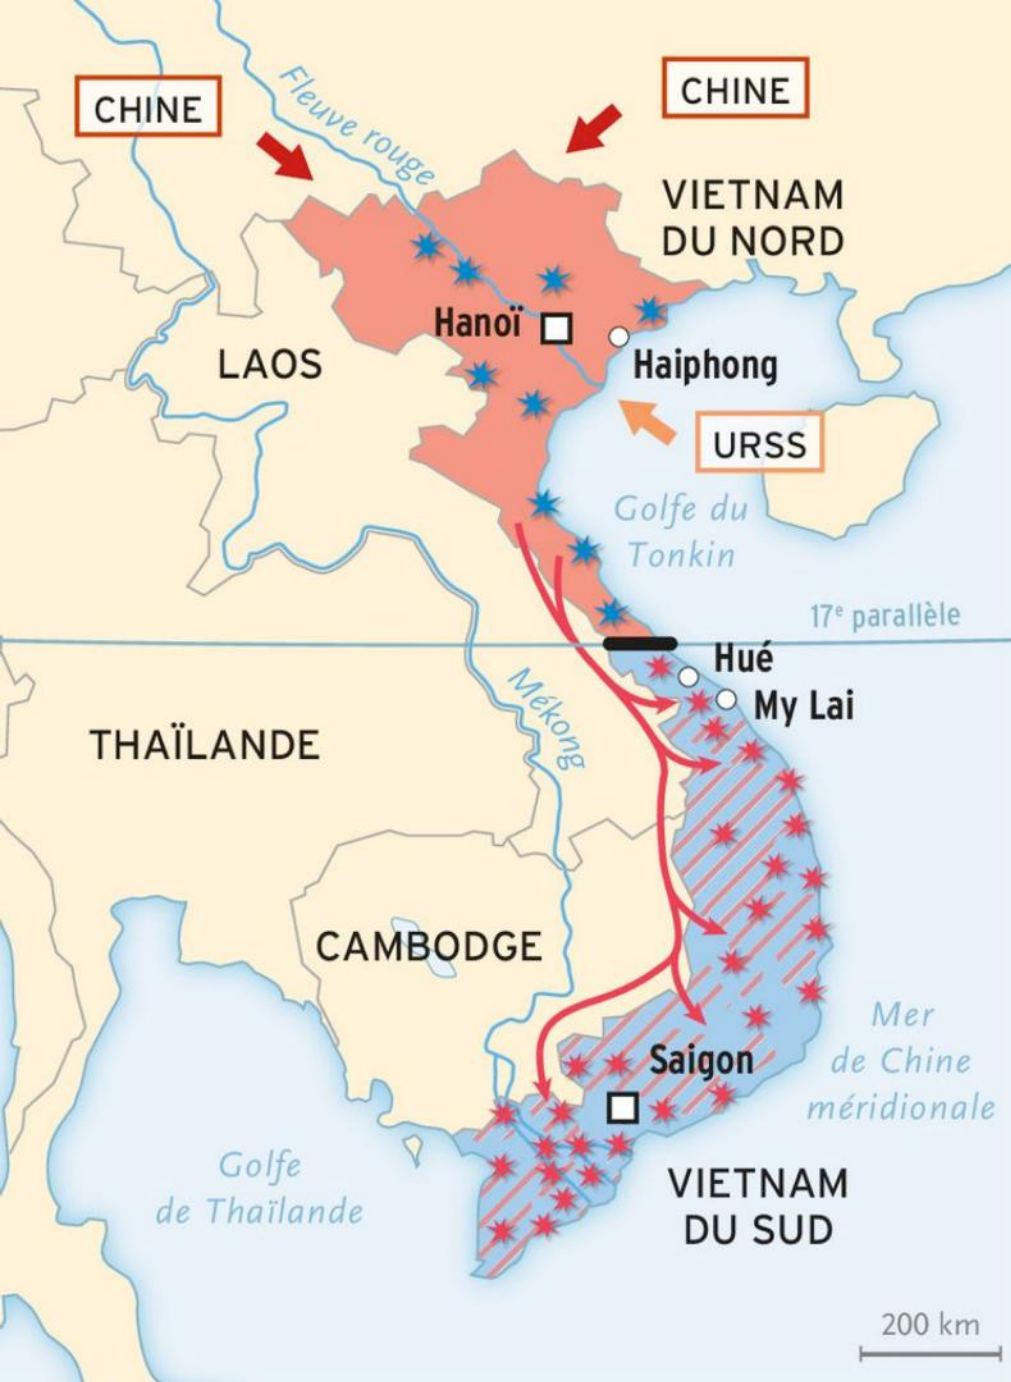 CHINE
CHINE
Fleuve rouge
VIETNAM
DU NORD
Hanoï
Haiphong
LAOS
URSS
Golfe du
Tonkin
17e parallèle
Hué
My Lai
Mékong
THAÏLANDE
CAMBODGE
Mer
de Chine
méridionale
Saigon
Golfe
de Thaïlande
VIETNAM
DU SUD
200 km